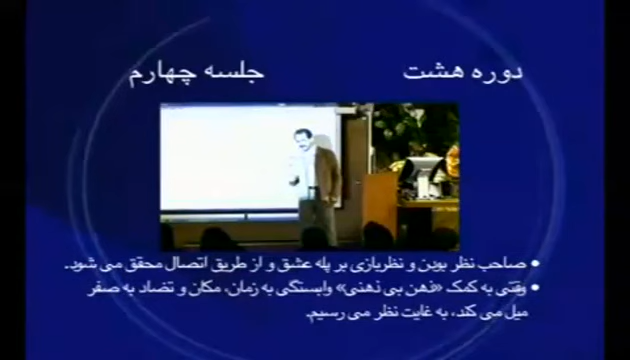 دوره هشت
جلسه چهارم
• صاحب نظر بودن و نظربازی بر پله عشق و از طریق اتصال محقق می شود.
• وقتی به کمک «ذهن بی ذهنی» وابستگی به زمان، مکان و تضاد به صفر
میل می کند، به غایت نظر می رسیم.